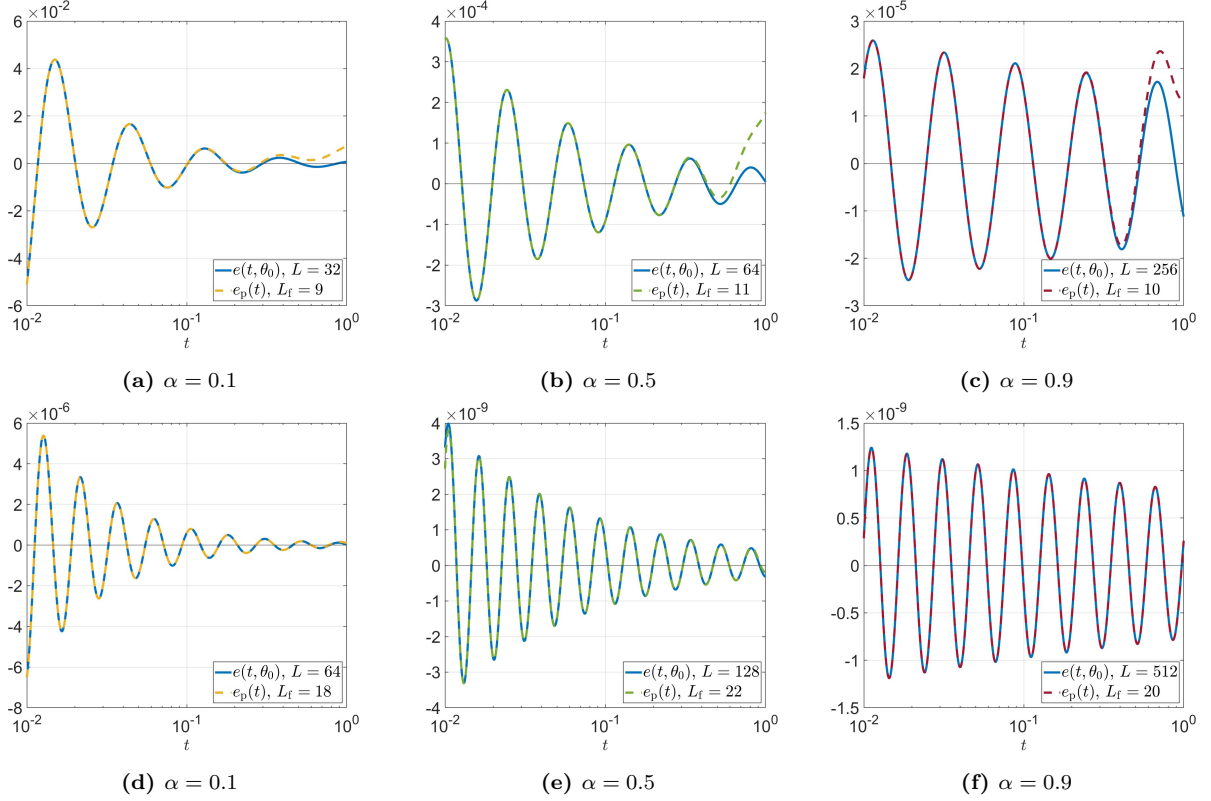 ×10⁻²
6
4
2
0
-2
-4
-6
10⁻²
10⁻¹
10⁰
t
e(t, θ₀), L = 32
eₚ(t), L_f = 9
(a) α = 0.1
×10⁻⁴
4
3
2
1
0
-1
-2
-3
10⁻²
10⁻¹
10⁰
t
e(t, θ₀), L = 64
eₚ(t), L_f = 11
(b) α = 0.5
×10⁻⁵
3
2
1
0
-1
-2
-3
10⁻²
10⁻¹
10⁰
t
e(t, θ₀), L = 256
eₚ(t), L_f = 10
(c) α = 0.9
×10⁻⁶
6
4
2
0
-2
-4
-6
-8
10⁻²
10⁻¹
10⁰
t
e(t, θ₀), L = 64
eₚ(t), L_f = 18
(d) α = 0.1
×10⁻⁹
4
3
2
1
0
-1
-2
-3
-4
10⁻²
10⁻¹
10⁰
t
e(t, θ₀), L = 128
eₚ(t), L_f = 22
(e) α = 0.5
×10⁻⁹
1.5
1
0.5
0
-0.5
-1
-1.5
10⁻²
10⁻¹
10⁰
t
e(t, θ₀), L = 512
eₚ(t), L_f = 20
(f) α = 0.9